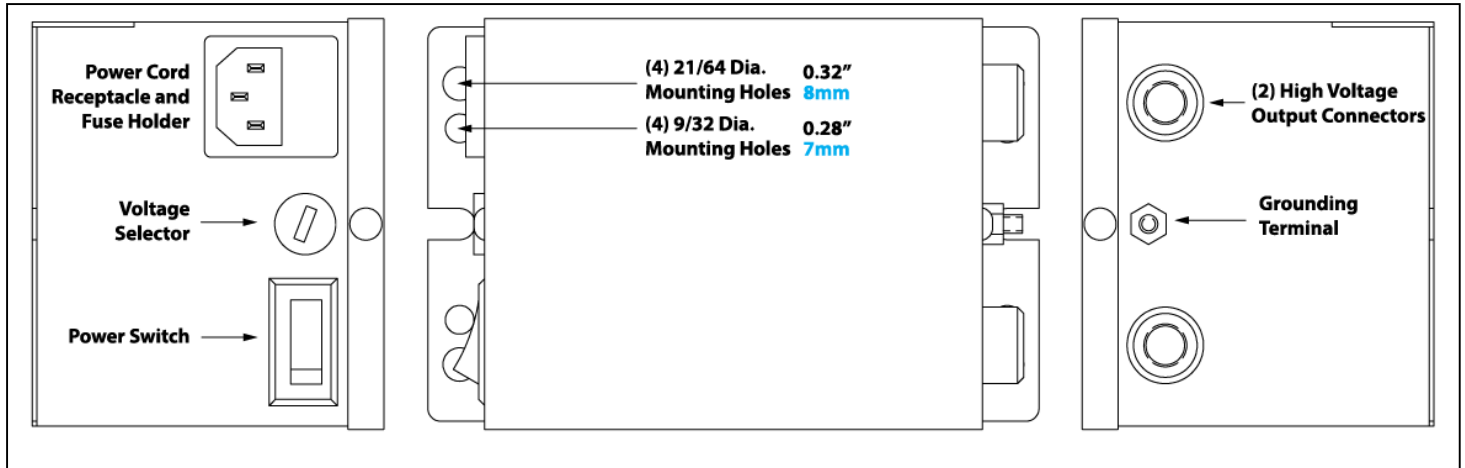 Power Cord
Receptacle and
Fuse Holder
Voltage
Selector
Power Switch
(4) 21/64 Dia. 0.32”
Mounting Holes 8mm
(4) 9/32 Dia. 0.28”
Mounting Holes 7mm
(2) High Voltage
Output Connectors
Grounding
Terminal